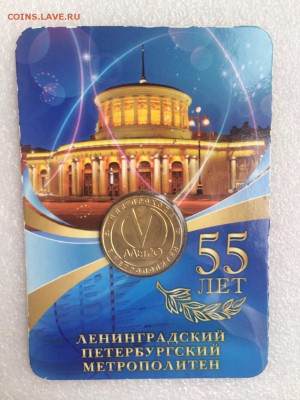 COINS.LAVE.RU
55
ЛЕТ
ЛЕНИНГРАДСКИЙ
ПЕТЕРБУРГСКИЙ
МЕТРОПОЛИТЕН